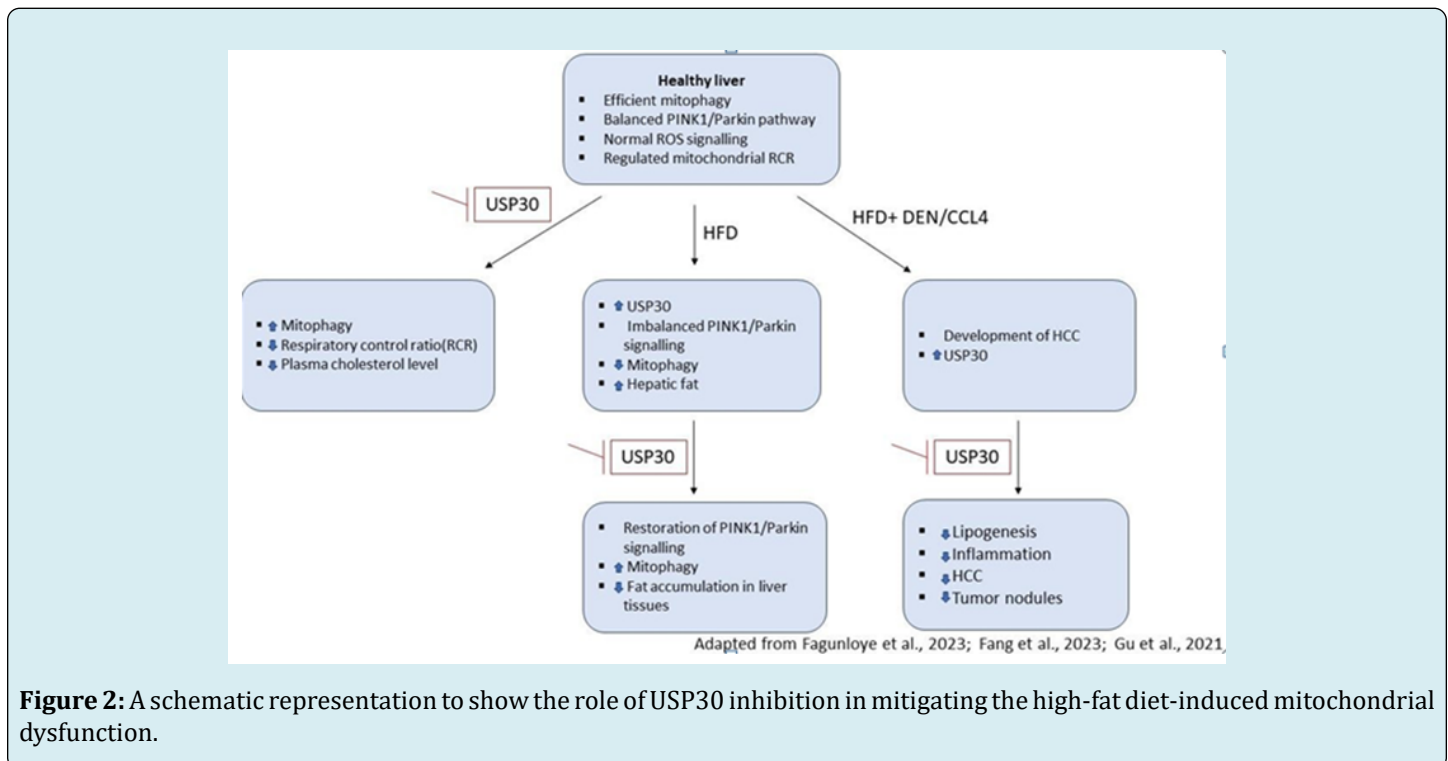 Healthy liver
▪ Efficient mitophagy
▪ Balanced PINK1/Parkin pathway
▪ Normal ROS signalling
▪ Regulated mitochondrial RCR
USP30
HFD
HFD+ DEN/CCL4
▪ ⬆ Mitophagy
▪ ⬇ Respiratory control ratio(RCR)
▪ ⬇ Plasma cholesterol level
▪ ⬆ USP30
▪ Imbalanced PINK1/Parkin
signalling
▪ ⬇ Mitophagy
▪ ⬆ Hepatic fat
▪ Development of HCC
▪ ⬆ USP30
USP30
USP30
▪ Restoration of PINK1/Parkin
signalling
▪ ⬆ Mitophagy
▪ ⬇ Fat accumulation in liver
tissues
▪ ⬇ Lipogenesis
▪ ⬇ Inflammation
▪ ⬇ HCC
▪ ⬇ Tumor nodules
Adapted from Fagunloye et al., 2023; Fang et al., 2023; Gu et al., 2021
Figure 2: A schematic representation to show the role of USP30 inhibition in mitigating the high-fat diet-induced mitochondrial
dysfunction.